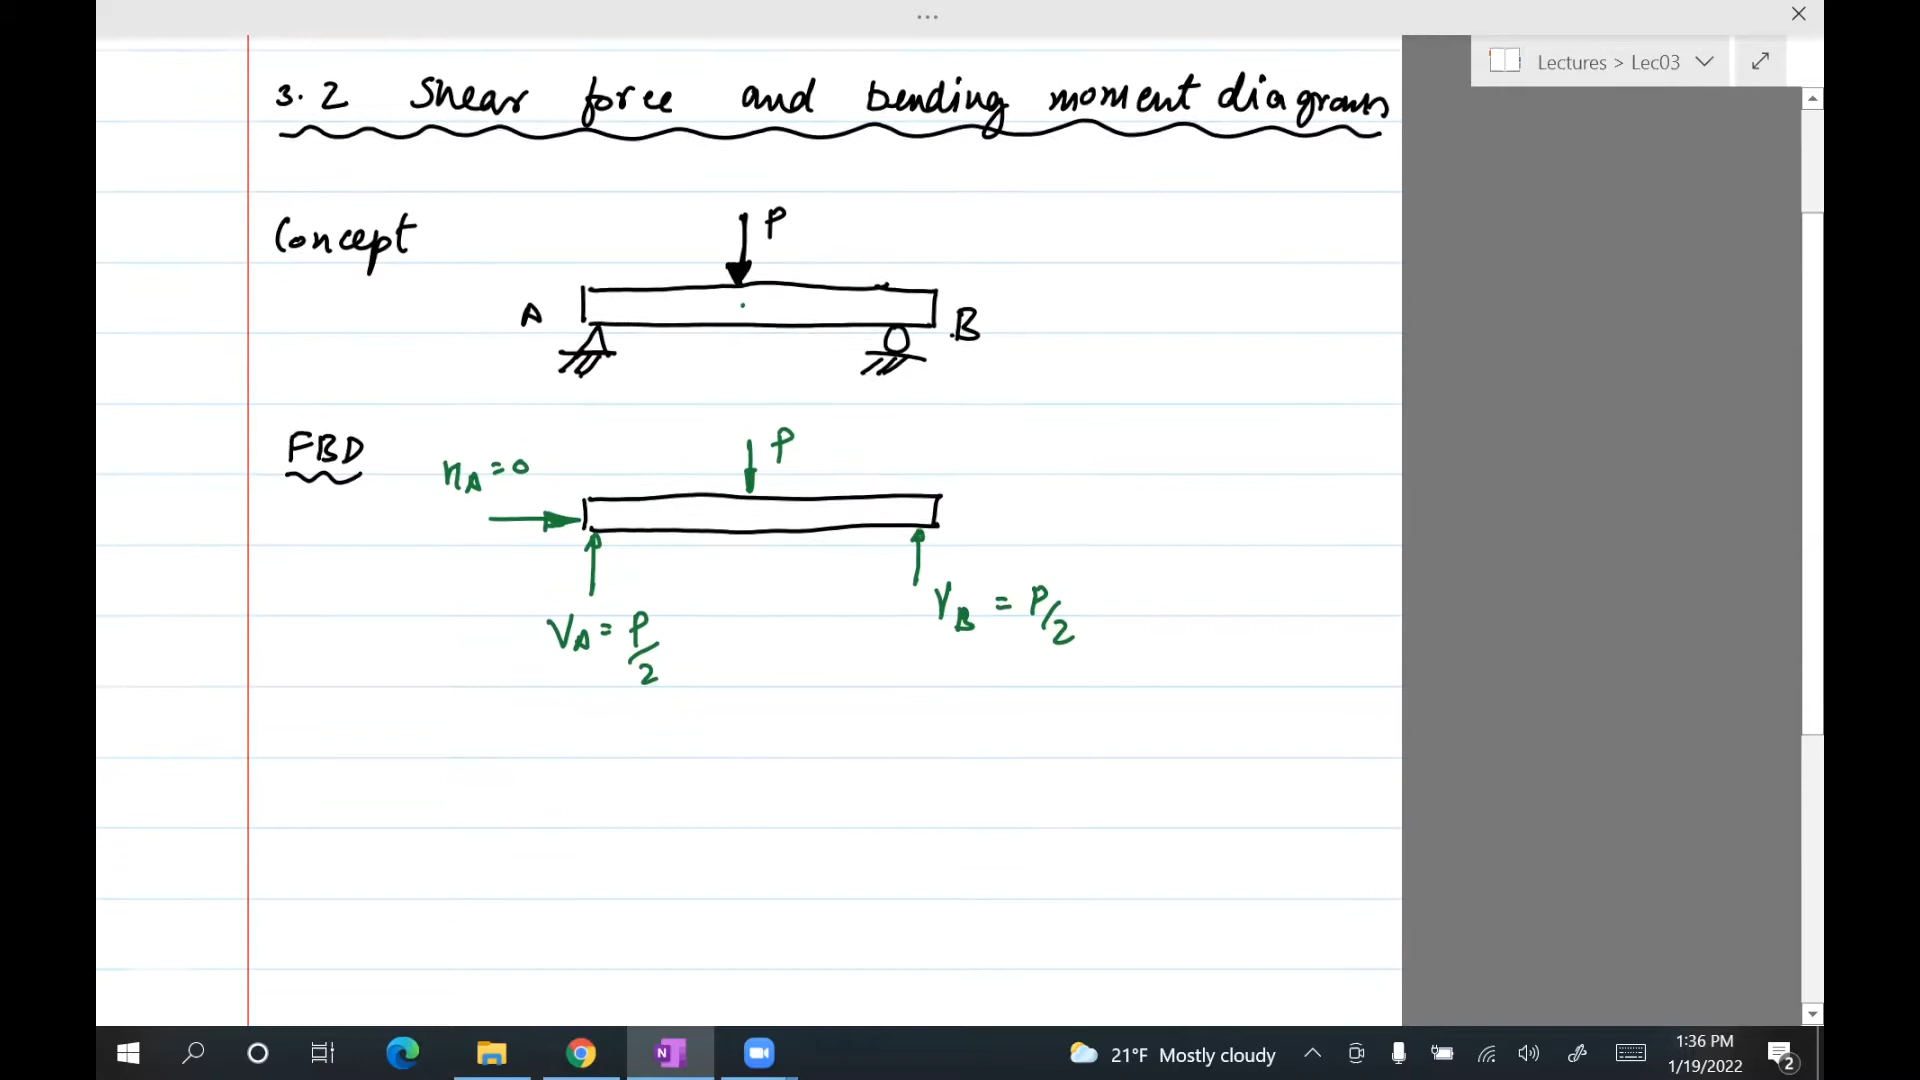 Lectures > Lec03
3.2 Shear force and bending moment diagrams
Concept
P
A
B
FBD
P
HA = 0
VA = P/2
VB = P/2
21°F Mostly cloudy
1:36 PM
1/19/2022
2